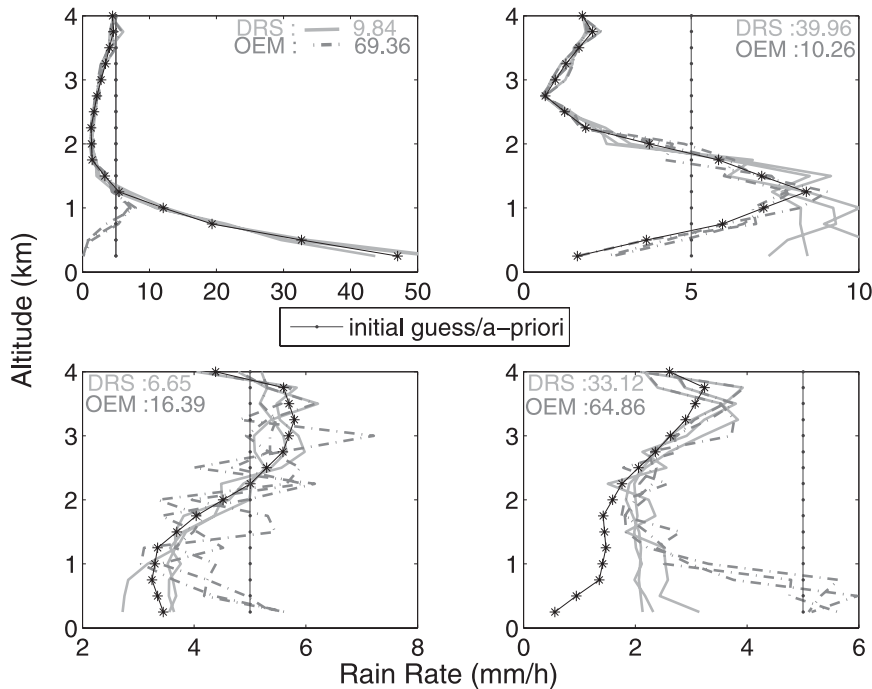 DRS : 9.84
OEM : 69.36
4
3
2
1
0
0 10 20 30 40 50
DRS :39.96
OEM :10.26
4
3
2
1
0
5 10
Altitude (km)
initial guess/a-priori
DRS :6.65
OEM :16.39
4
3
2
1
0
2 4 6 8
DRS :33.12
OEM :64.86
4
3
2
1
0
0 2 4 6
Rain Rate (mm/h)